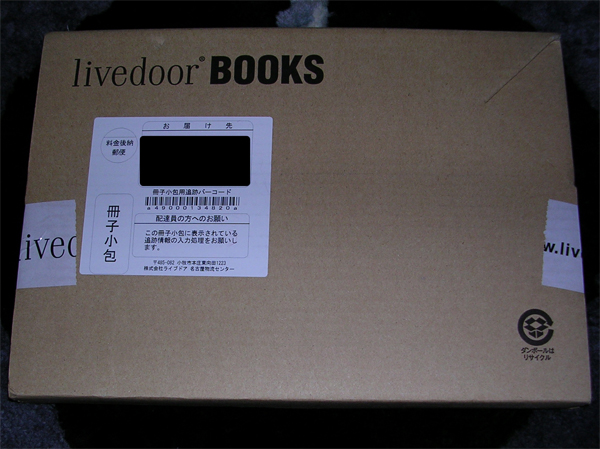 livedoor® BOOKS
お届け先
料金後納
郵便
冊子小包用追跡バーコード
a49000134820a
冊子小包
配達員の方へのお願い
この冊子小包に表示されている
追跡情報の入力処理をお願いし
ます。
株式会社ライブドア 名古屋物流センター
ivedo
w.liv
ダンボールは
リサイクル